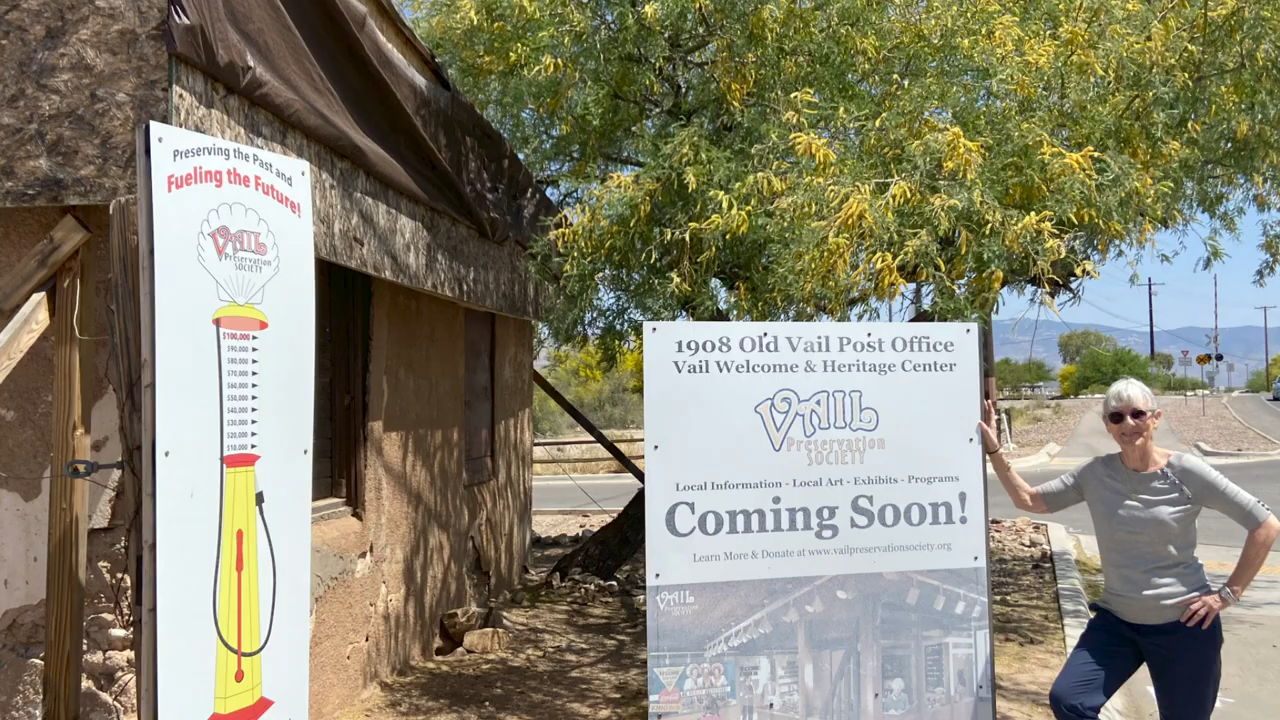 Preserving the Past and
Fueling the Future!
VAIL
Preservation
SOCIETY
$100,000
$90,000
$80,000
$70,000
$60,000
$50,000
$40,000
$30,000
$20,000
$10,000
1908 Old Vail Post Office
Vail Welcome & Heritage Center
VAIL
Preservation
SOCIETY
Local Information - Local Art - Exhibits - Programs
Coming Soon!
Learn More & Donate at www.vailpreservationsociety.org
VAIL